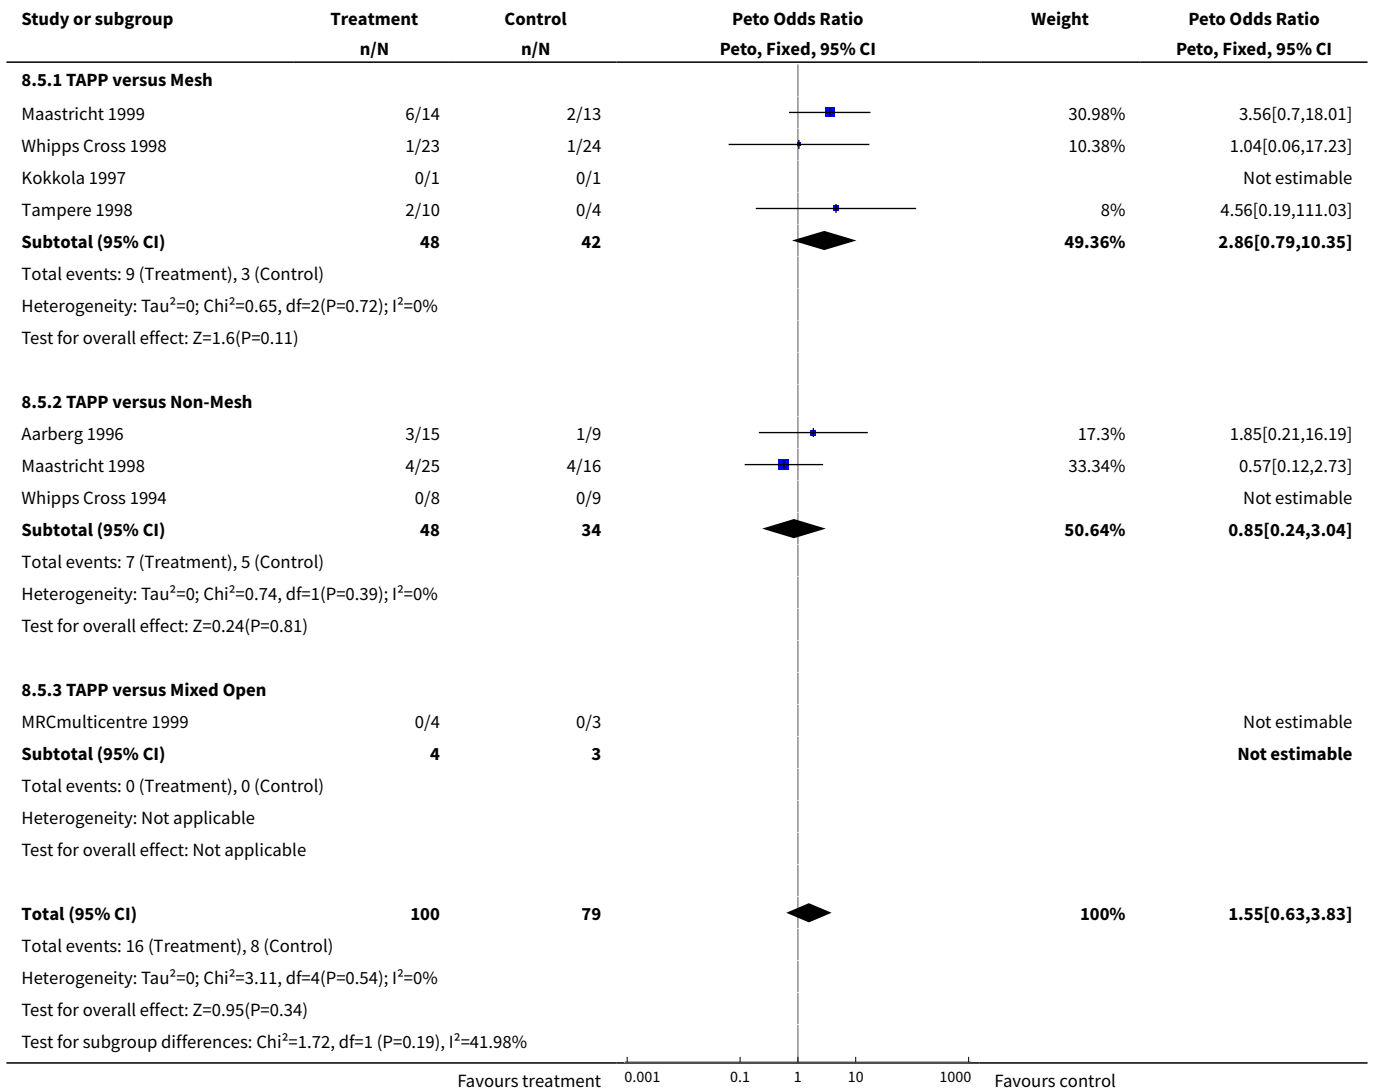 Study or subgroup Treatment Control Peto Odds Ratio Weight Peto Odds Ratio
n/N n/N Peto, Fixed, 95% CI Peto, Fixed, 95% CI
8.5.1 TAPP versus Mesh
Maastricht 1999 6/14 2/13 30.98% 3.56[0.7,18.01]
Whipps Cross 1998 1/23 1/24 10.38% 1.04[0.06,17.23]
Kokkola 1997 0/1 0/1 Not estimable
Tampere 1998 2/10 0/4 8% 4.56[0.19,111.03]
Subtotal (95% CI) 48 42 49.36% 2.86[0.79,10.35]
Total events: 9 (Treatment), 3 (Control)
Heterogeneity: Tau²=0; Chi²=0.65, df=2(P=0.72); I²=0%
Test for overall effect: Z=1.6(P=0.11)
8.5.2 TAPP versus Non-Mesh
Aarberg 1996 3/15 1/9 17.3% 1.85[0.21,16.19]
Maastricht 1998 4/25 4/16 33.34% 0.57[0.12,2.73]
Whipps Cross 1994 0/8 0/9 Not estimable
Subtotal (95% CI) 48 34 50.64% 0.85[0.24,3.04]
Total events: 7 (Treatment), 5 (Control)
Heterogeneity: Tau²=0; Chi²=0.74, df=1(P=0.39); I²=0%
Test for overall effect: Z=0.24(P=0.81)
8.5.3 TAPP versus Mixed Open
MRCmulticentre 1999 0/4 0/3 Not estimable
Subtotal (95% CI) 4 3 Not estimable
Total events: 0 (Treatment), 0 (Control)
Heterogeneity: Not applicable
Test for overall effect: Not applicable
Total (95% CI) 100 79 100% 1.55[0.63,3.83]
Total events: 16 (Treatment), 8 (Control)
Heterogeneity: Tau²=0; Chi²=3.11, df=4(P=0.54); I²=0%
Test for overall effect: Z=0.95(P=0.34)
Test for subgroup differences: Chi²=1.72, df=1 (P=0.19), I²=41.98%
Favours treatment 0.001 0.1 1 10 1000 Favours control